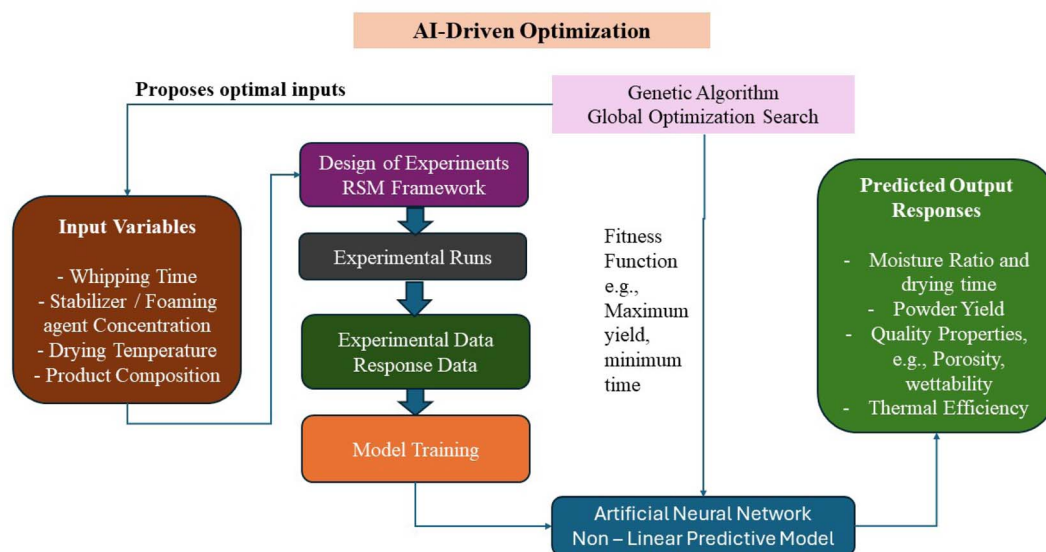 AI-Driven Optimization
Proposes optimal inputs
Genetic Algorithm
Global Optimization Search
Design of Experiments
RSM Framework
Input Variables
- Whipping Time
- Stabilizer / Foaming
agent Concentration
- Drying Temperature
- Product Composition
Experimental Runs
Experimental Data
Response Data
Model Training
Fitness
Function
e.g.,
Maximum
yield,
minimum
time
Artificial Neural Network
Non – Linear Predictive Model
Predicted Output
Responses
- Moisture Ratio and
drying time
- Powder Yield
- Quality Properties,
e.g., Porosity,
wettability
- Thermal Efficiency